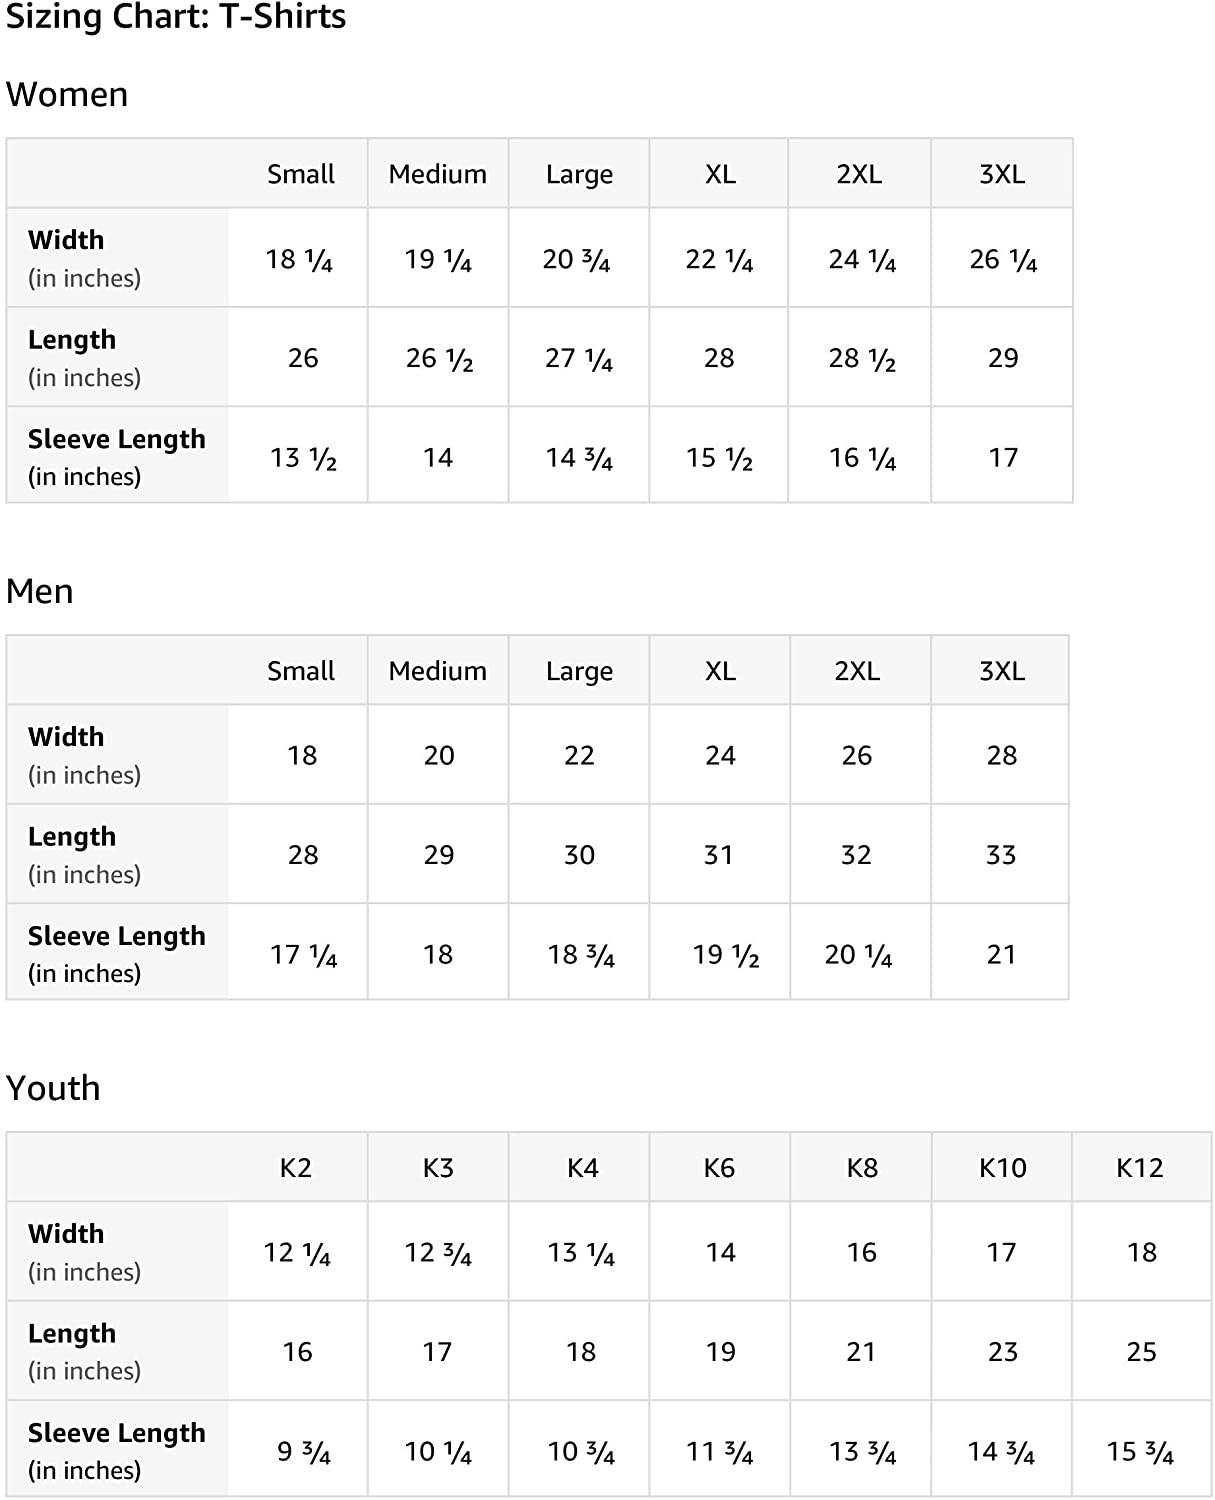 Sizing Chart: T-Shirts
Women
Small Medium Large XL 2XL 3XL
Width
(in inches)
18 ¼ 19 ¼ 20 ¾ 22 ¼ 24 ¼ 26 ¼
Length
(in inches)
26 26 ½ 27 ¼ 28 28 ½ 29
Sleeve Length
(in inches)
13 ½ 14 14 ¾ 15 ½ 16 ¼ 17
Men
Small Medium Large XL 2XL 3XL
Width
(in inches)
18 20 22 24 26 28
Length
(in inches)
28 29 30 31 32 33
Sleeve Length
(in inches)
17 ¼ 18 18 ¾ 19 ½ 20 ¼ 21
Youth
K2 K3 K4 K6 K8 K10 K12
Width
(in inches)
12 ¼ 12 ¾ 13 ¼ 14 16 17 18
Length
(in inches)
16 17 18 19 21 23 25
Sleeve Length
(in inches)
9 ¾ 10 ¼ 10 ¾ 11 ¾ 13 ¾ 14 ¾ 15 ¾